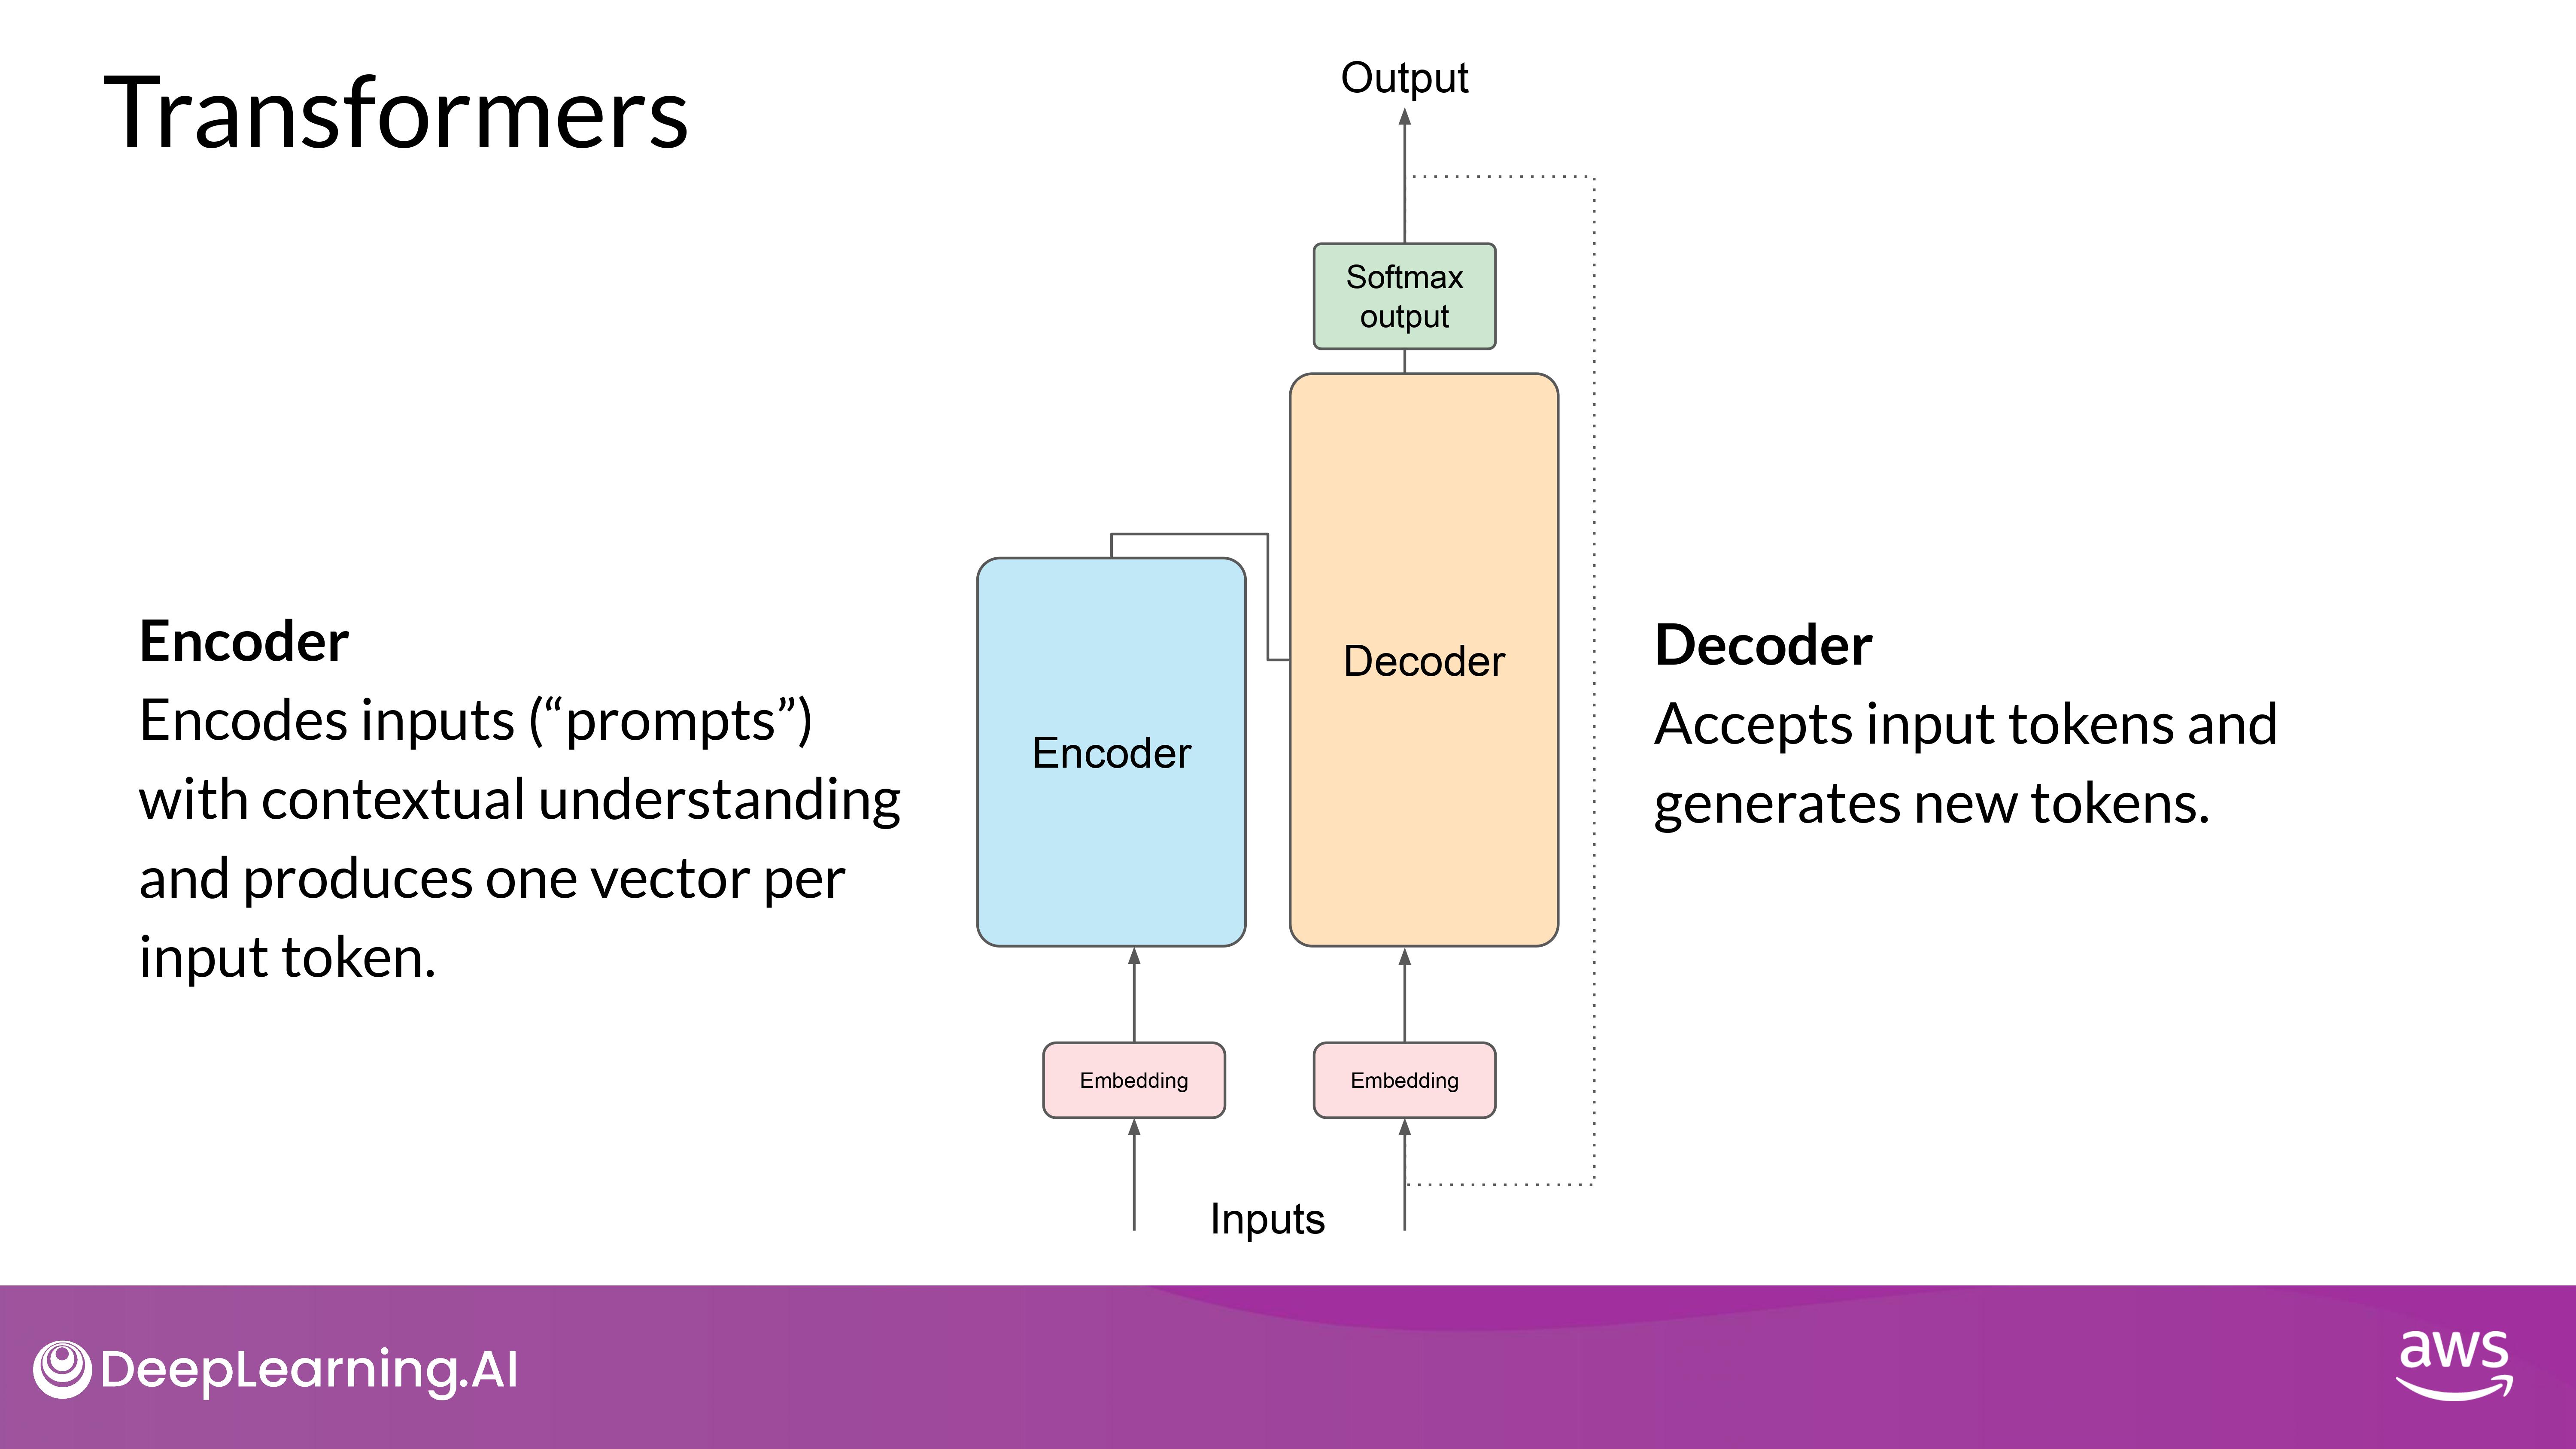 Transformers
Output
Softmax
output
Decoder
Encoder
Embedding
Embedding
Inputs
Encoder
Encodes inputs (“prompts”)
with contextual understanding
and produces one vector per
input token.
Decoder
Accepts input tokens and
generates new tokens.
DeepLearning.AI
aws